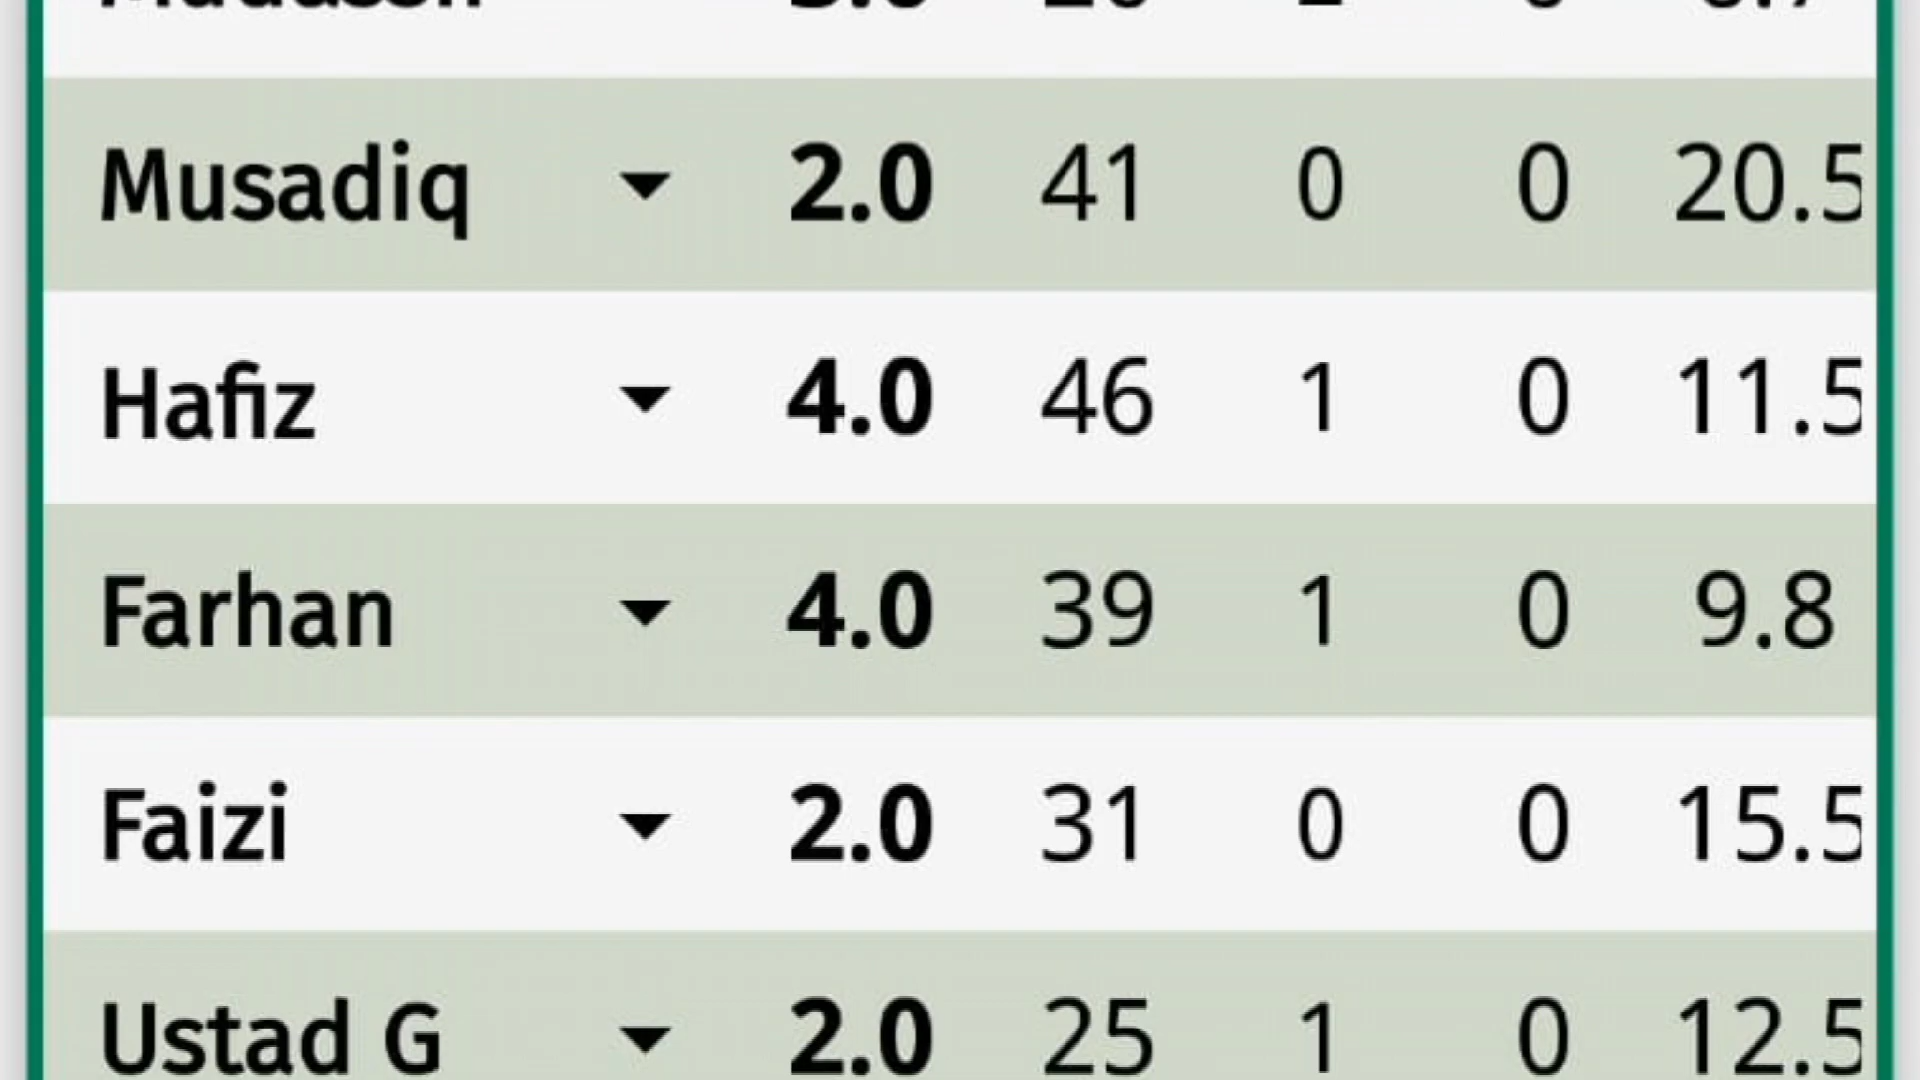 Musadiq 2.0 41 0 0 20.5
Hafiz 4.0 46 1 0 11.5
Farhan 4.0 39 1 0 9.8
Faizi 2.0 31 0 0 15.5
Ustad G 2.0 25 1 0 12.5